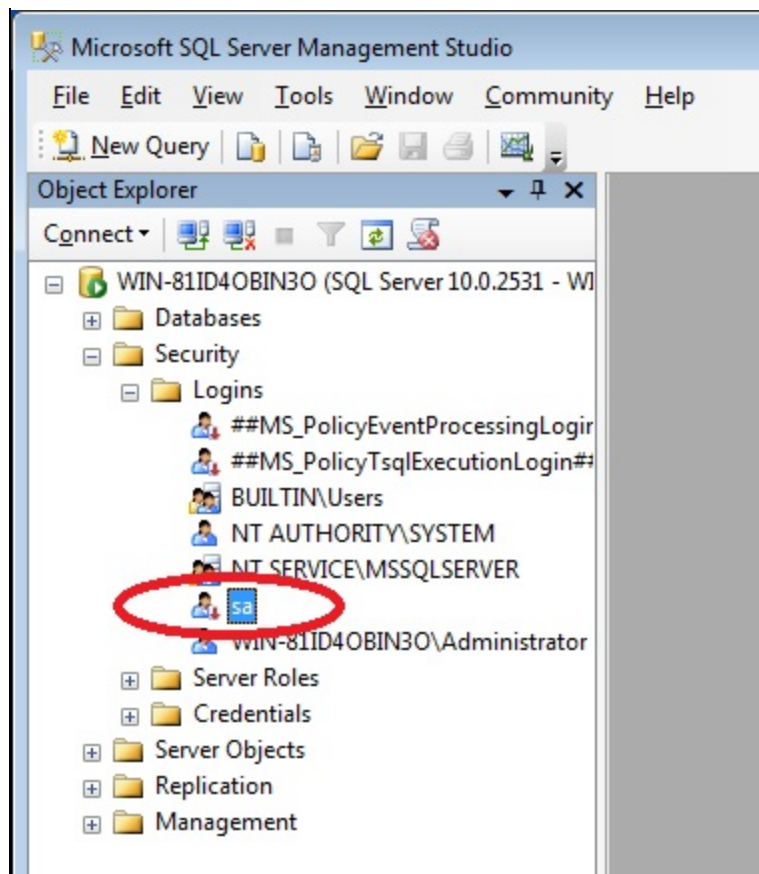 Microsoft SQL Server Management Studio
File Edit View Tools Window Community Help
New Query
Object Explorer
Connect
WIN-81ID4OBIN3O (SQL Server 10.0.2531 - WI
Databases
Security
Logins
##MS_PolicyEventProcessingLogin
##MS_PolicyTsqlExecutionLogin##
BUILTIN\Users
NT AUTHORITY\SYSTEM
NT SERVICE\MSSQLSERVER
sa
WIN-81ID4OBIN3O\Administrator
Server Roles
Credentials
Server Objects
Replication
Management